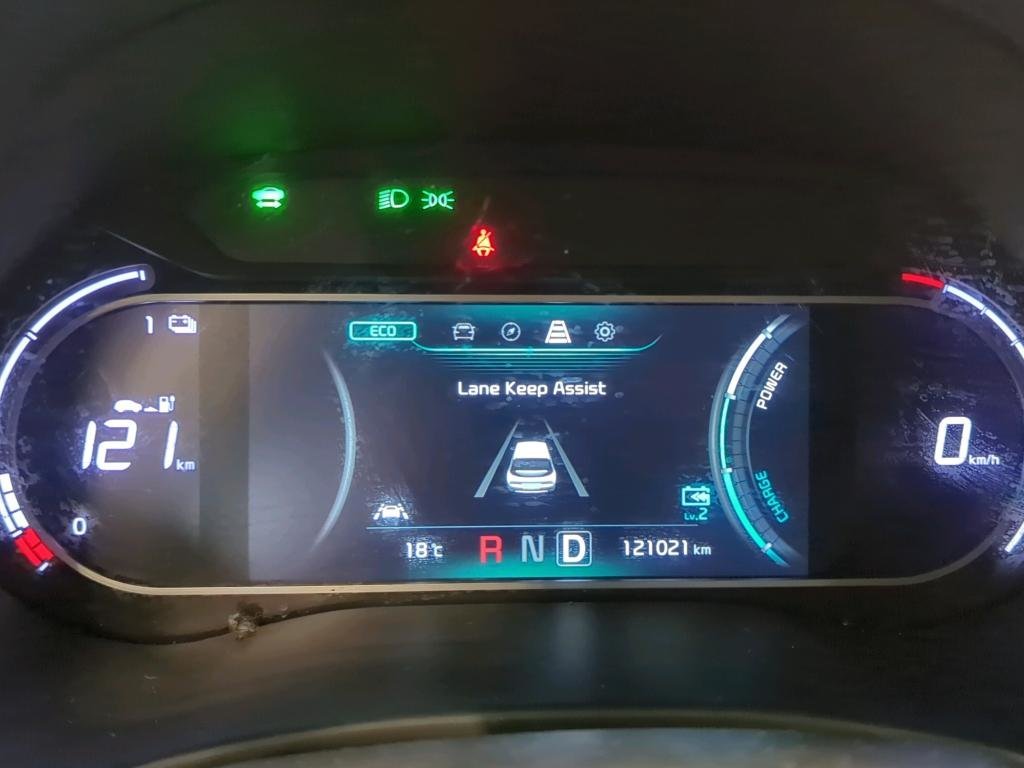 1
ECO
Lane Keep Assist
POWER
121 km
0 km/h
CHARGE
Lv.2
0
18°c
R N D
121021 km